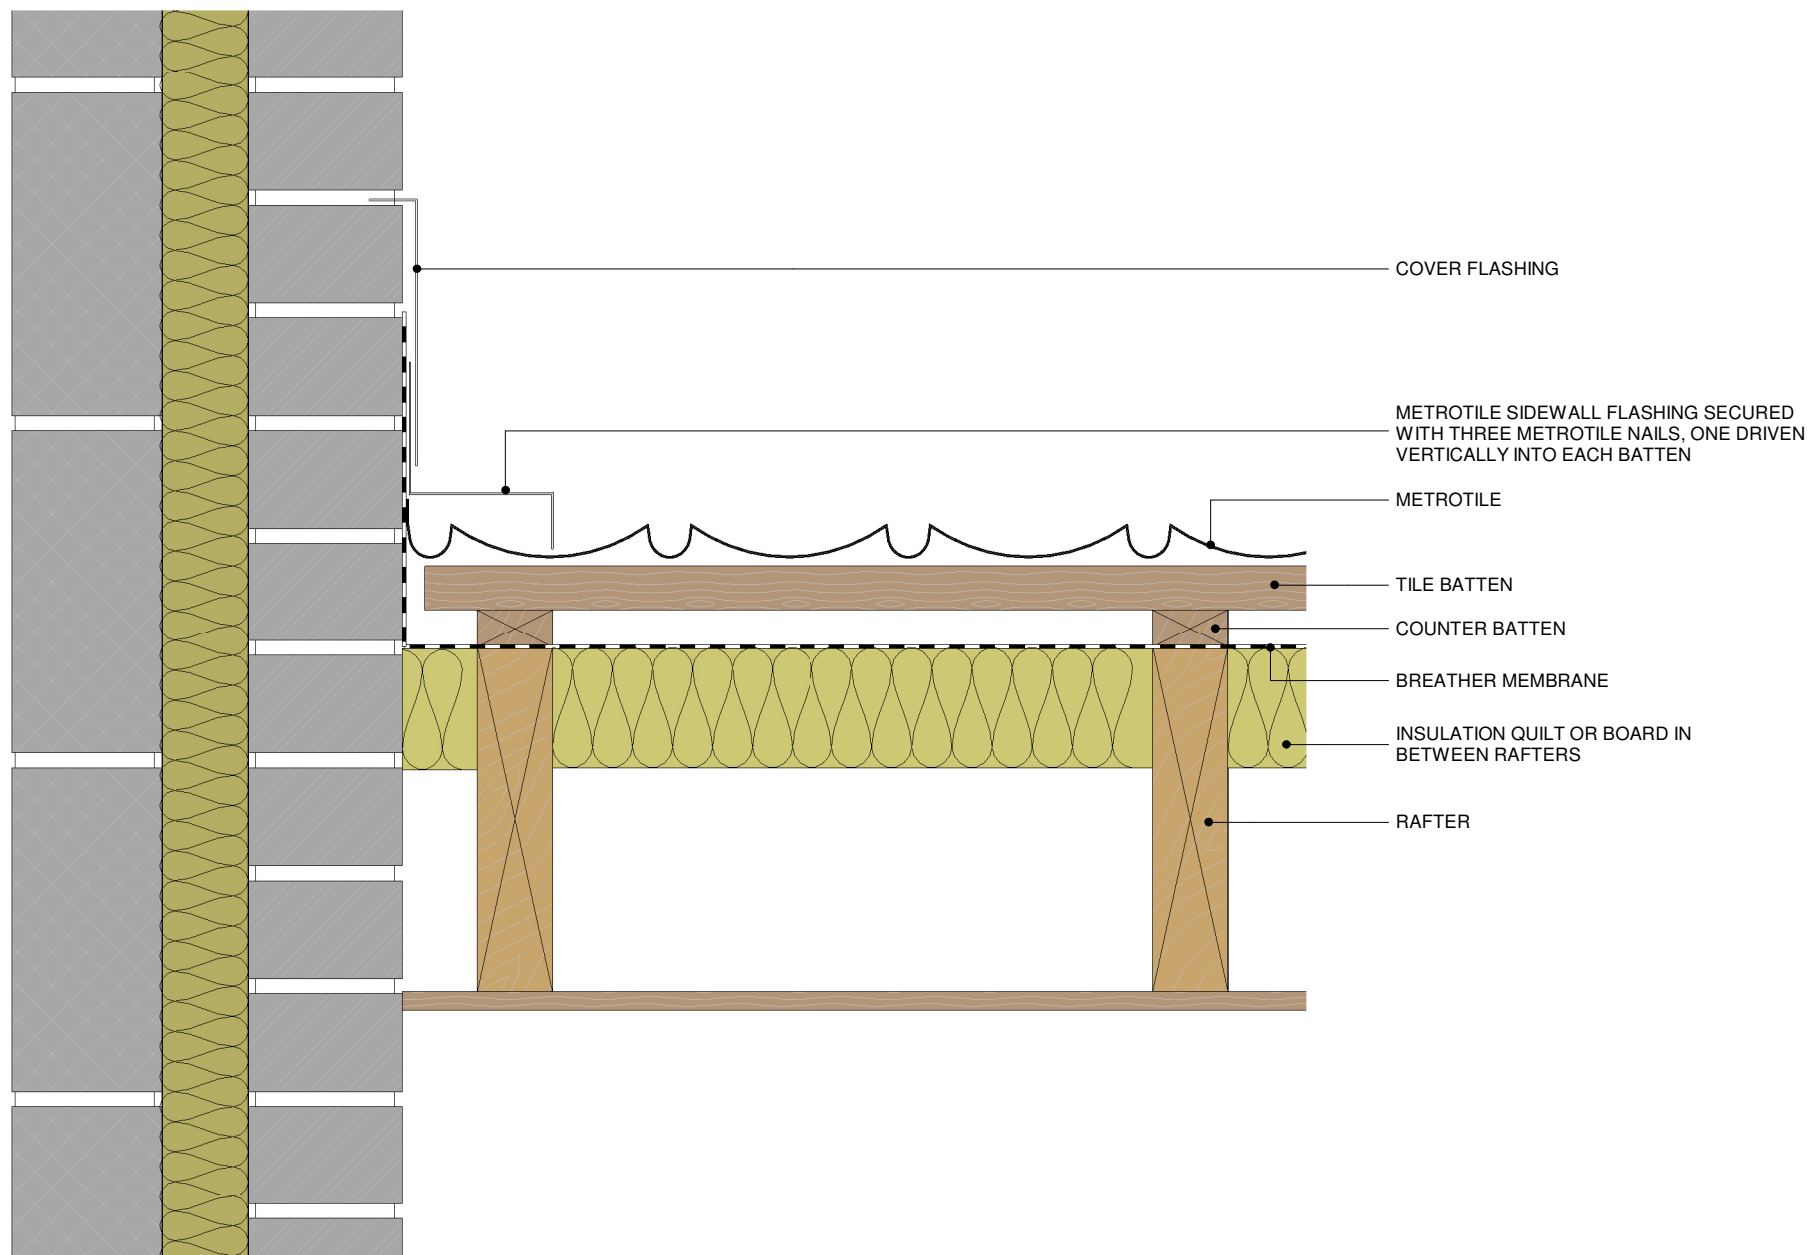 COVER FLASHING
METROTILE SIDEWALL FLASHING SECURED
WITH THREE METROTILE NAILS, ONE DRIVEN
VERTICALLY INTO EACH BATTEN
METROTILE
TILE BATTEN
COUNTER BATTEN
BREATHER MEMBRANE
INSULATION QUILT OR BOARD IN
BETWEEN RAFTERS
RAFTER